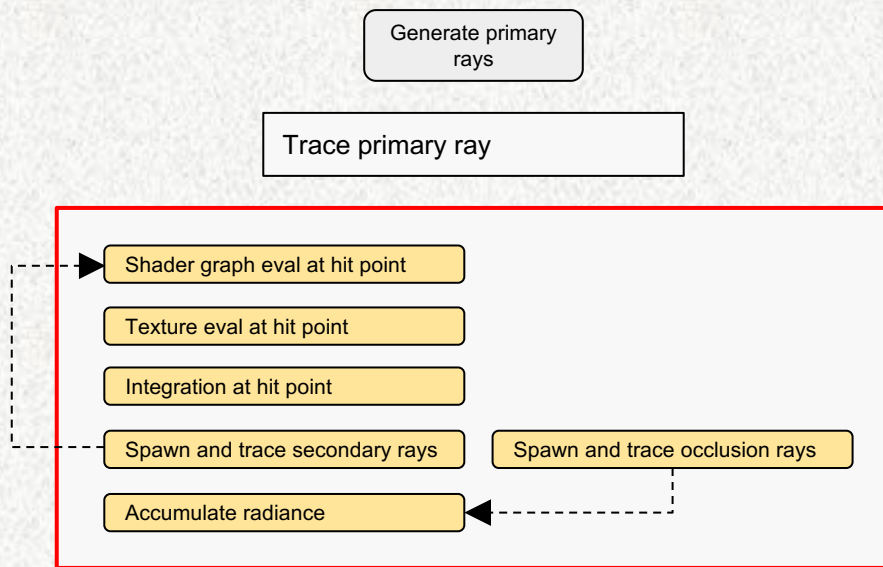 Generate primary
rays
Trace primary ray
Shader graph eval at hit point
Texture eval at hit point
Integration at hit point
Spawn and trace secondary rays
Spawn and trace occlusion rays
Accumulate radiance